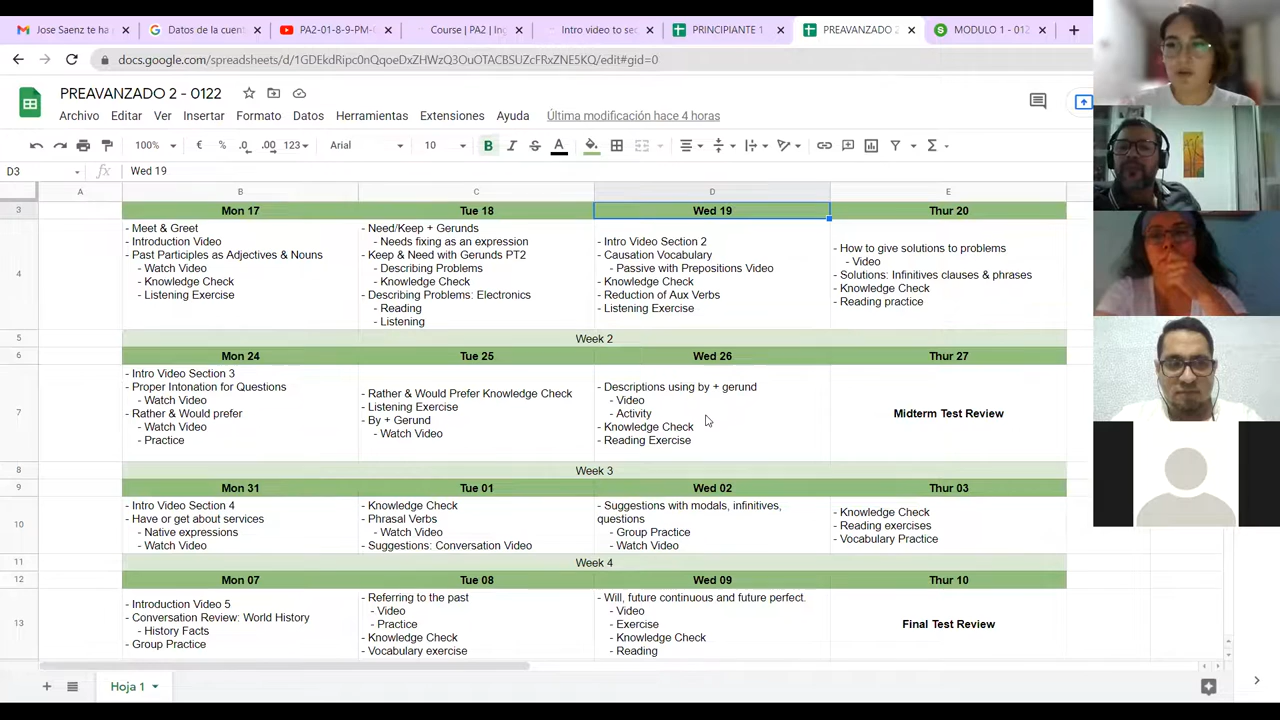 Jose Saenz te ha
Datos de la cuent
PA2-01-8-9-PM-
Course | PA2 | Ing
Intro video to sec
PRINCIPIANTE 1
PREAVANZADO 2
MODULO 1 - 012
docs.google.com/spreadsheets/d/1GDEkdRipc0nQqoeDxZHWzQ3OuOTACBSUZcFRxZNE5KQ/edit#gid=0
PREAVANZADO 2 - 0122
Archivo Editar Ver Insertar Formato Datos Herramientas Extensiones Ayuda Última modificación hace 4 horas
100% € % .0 .00 123 Arial 10 B I S A Σ
D3 fx Wed 19
A B C D E
3 Mon 17 Tue 18 Wed 19 Thur 20
4
- Meet & Greet
- Introduction Video
- Past Participles as Adjectives & Nouns
- Watch Video
- Knowledge Check
- Listening Exercise
- Need/Keep + Gerunds
- Needs fixing as an expression
- Keep & Need with Gerunds PT2
- Describing Problems
- Knowledge Check
- Describing Problems: Electronics
- Reading
- Listening
- Intro Video Section 2
- Causation Vocabulary
- Passive with Prepositions Video
- Knowledge Check
- Reduction of Aux Verbs
- Listening Exercise
- How to give solutions to problems
- Video
- Solutions: Infinitives clauses & phrases
- Knowledge Check
- Reading practice
5 Week 2
6 Mon 24 Tue 25 Wed 26 Thur 27
7
- Intro Video Section 3
- Proper Intonation for Questions
- Watch Video
- Rather & Would prefer
- Watch Video
- Practice
- Rather & Would Prefer Knowledge Check
- Listening Exercise
- By + Gerund
- Watch Video
- Descriptions using by + gerund
- Video
- Activity
- Knowledge Check
- Reading Exercise
Midterm Test Review
8 Week 3
9 Mon 31 Tue 01 Wed 02 Thur 03
10
- Intro Video Section 4
- Have or get about services
- Native expressions
- Watch Video
- Knowledge Check
- Phrasal Verbs
- Watch Video
- Suggestions: Conversation Video
- Suggestions with modals, infinitives,
questions
- Group Practice
- Watch Video
- Knowledge Check
- Reading exercises
- Vocabulary Practice
11 Week 4
12 Mon 07 Tue 08 Wed 09 Thur 10
13
- Introduction Video 5
- Conversation Review: World History
- History Facts
- Group Practice
- Referring to the past
- Video
- Practice
- Knowledge Check
- Vocabulary exercise
- Will, future continuous and future perfect.
- Video
- Exercise
- Knowledge Check
- Reading
Final Test Review
Hoja 1